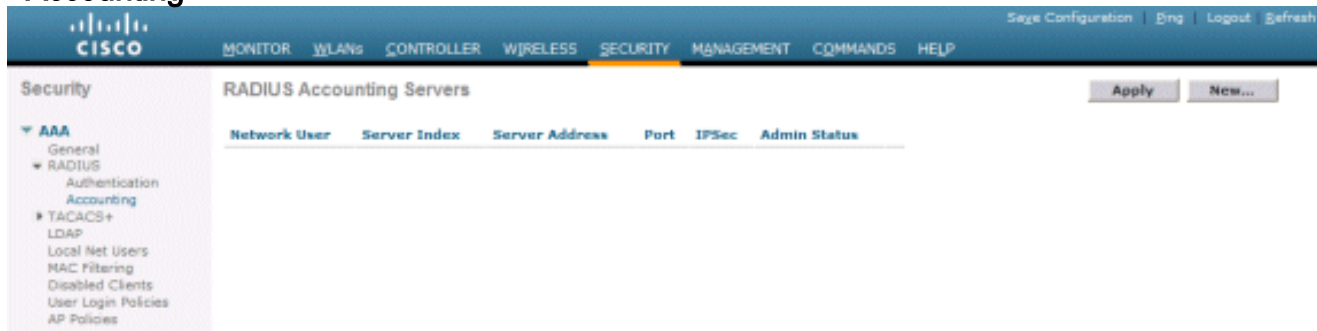 Accounting
Save Configuration | Ping | Logout | Refresh
CISCO
MONITOR WLANs CONTROLLER WIRELESS SECURITY MANAGEMENT COMMANDS HELP
Security
RADIUS Accounting Servers
Apply New...
AAA
General
RADIUS
Authentication
Accounting
TACACS+
LDAP
Local Net Users
MAC Filtering
Disabled Clients
User Login Policies
AP Policies
Network User Server Index Server Address Port IPSec Admin Status